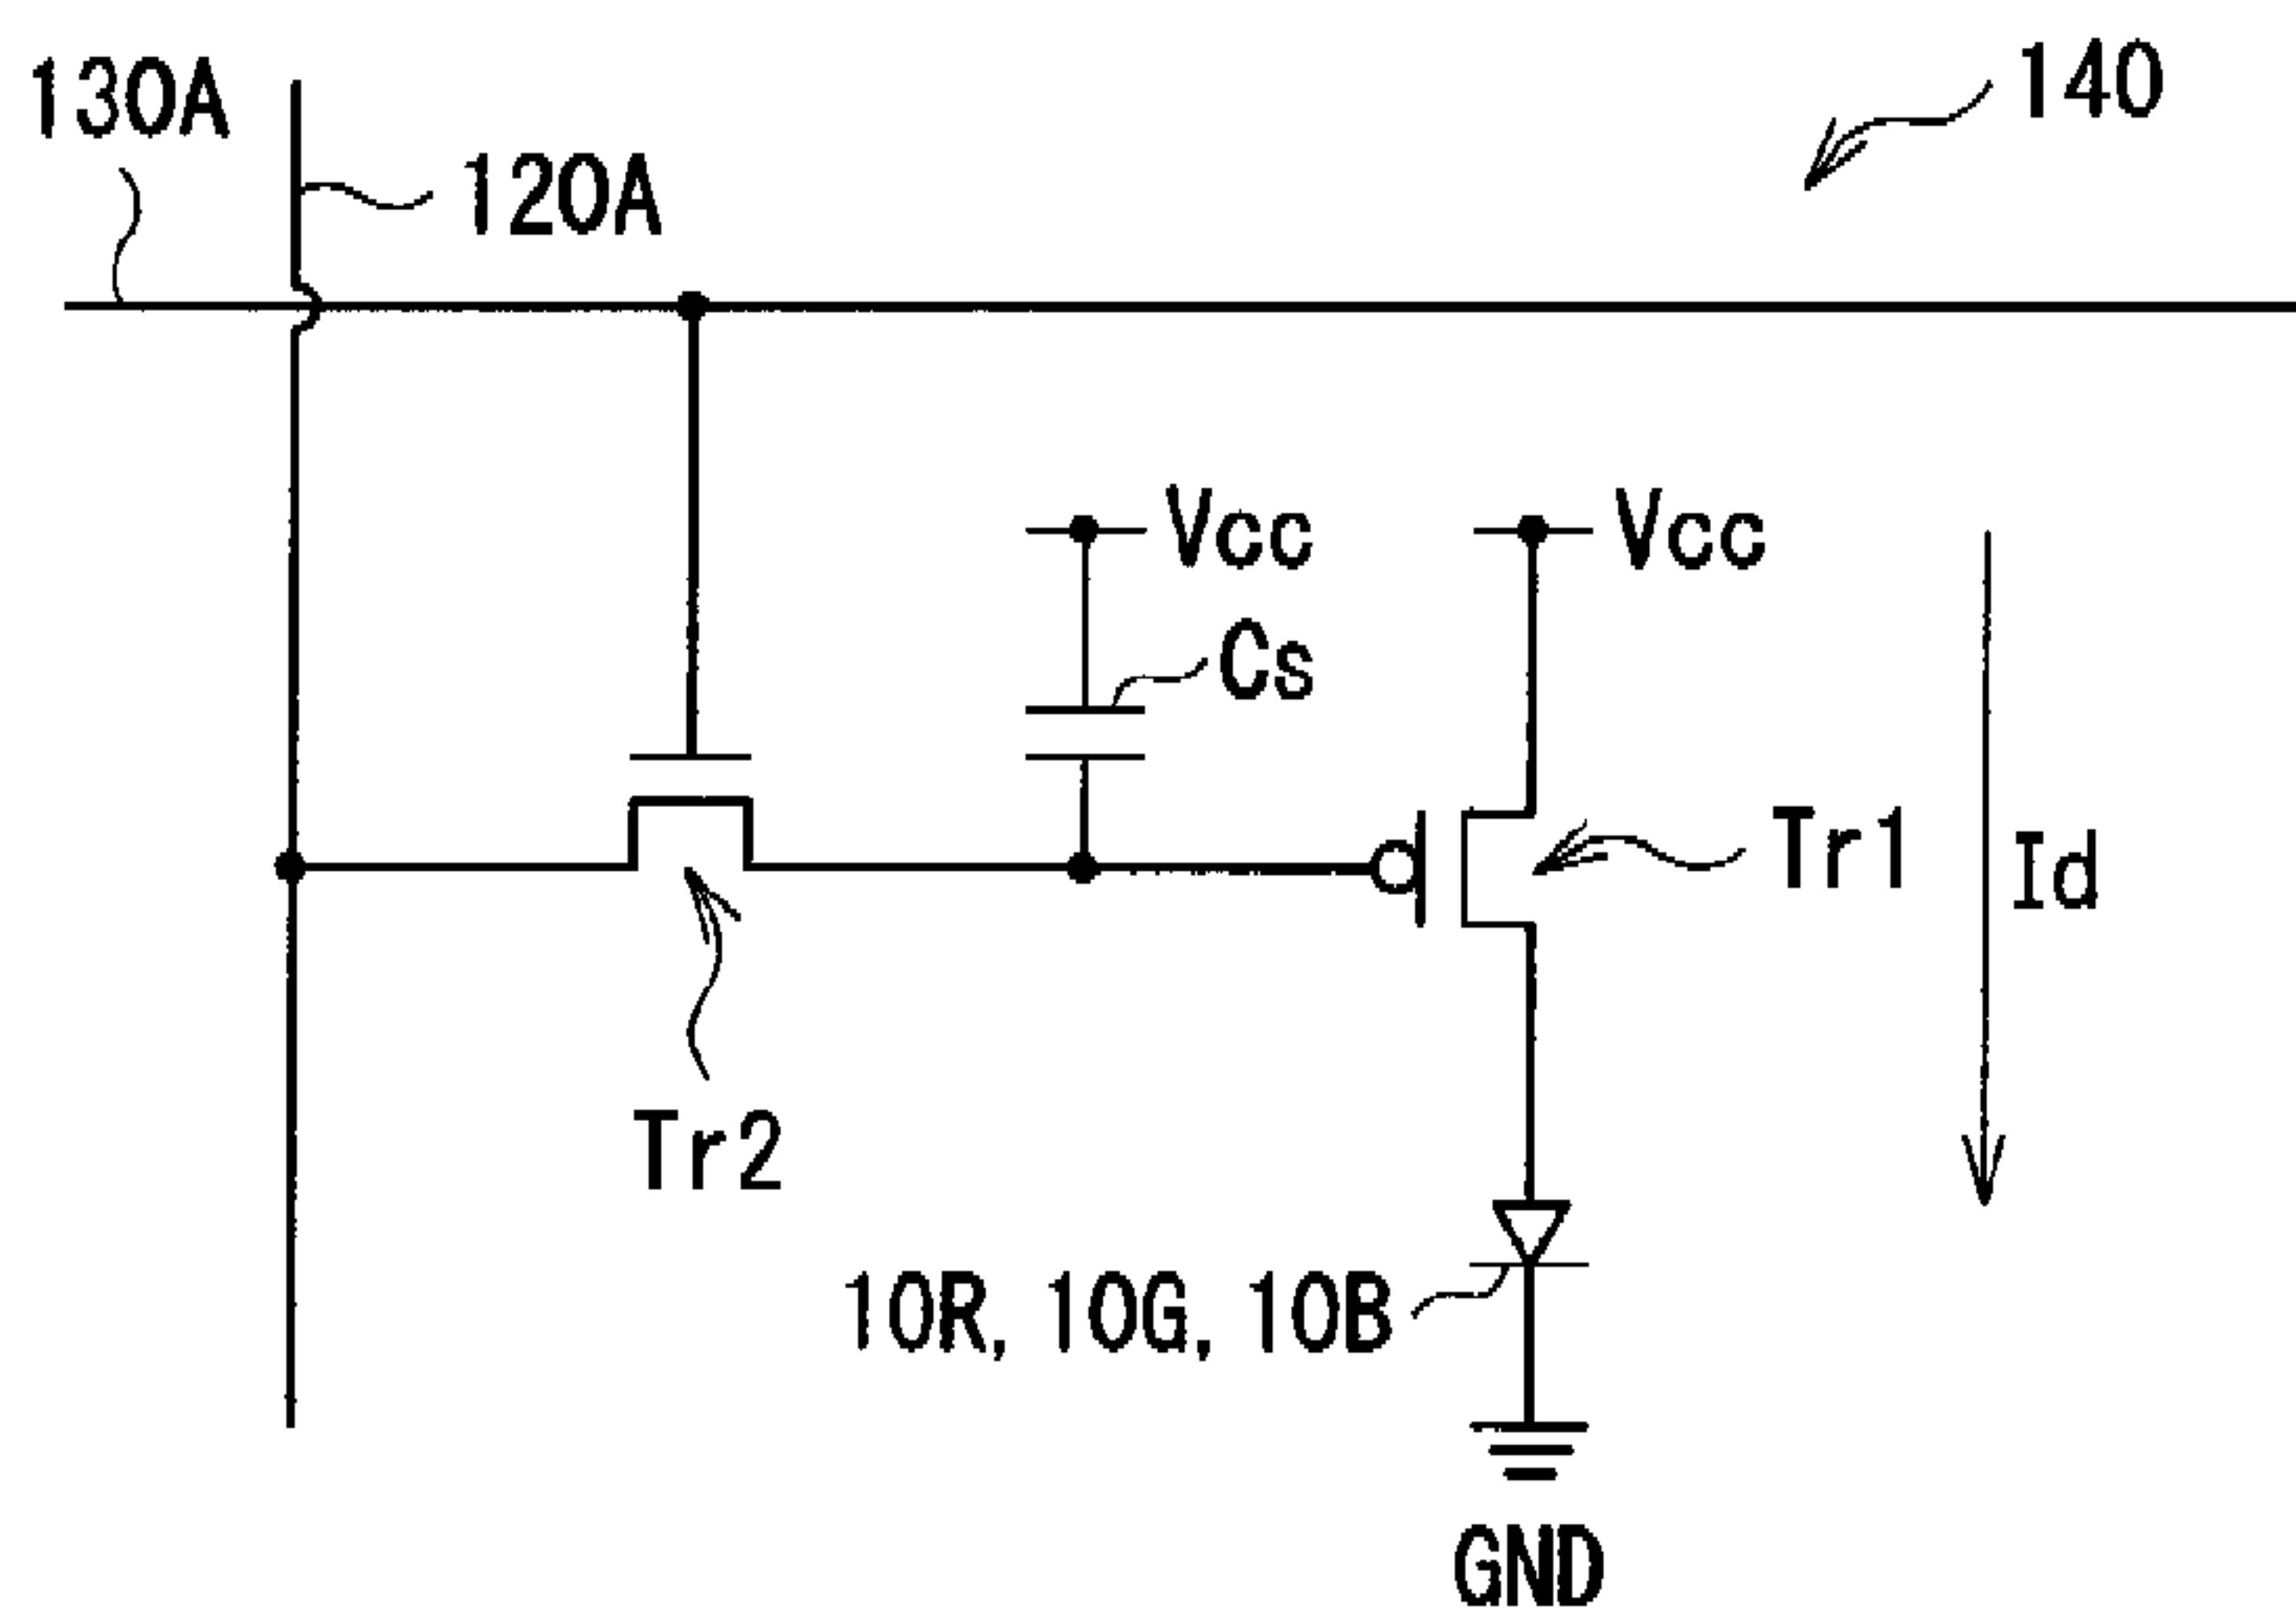 130A
140
120A
Vcc
Vcc
Cs
Tr1
Id
Tr2
10R, 10G, 10B
GND